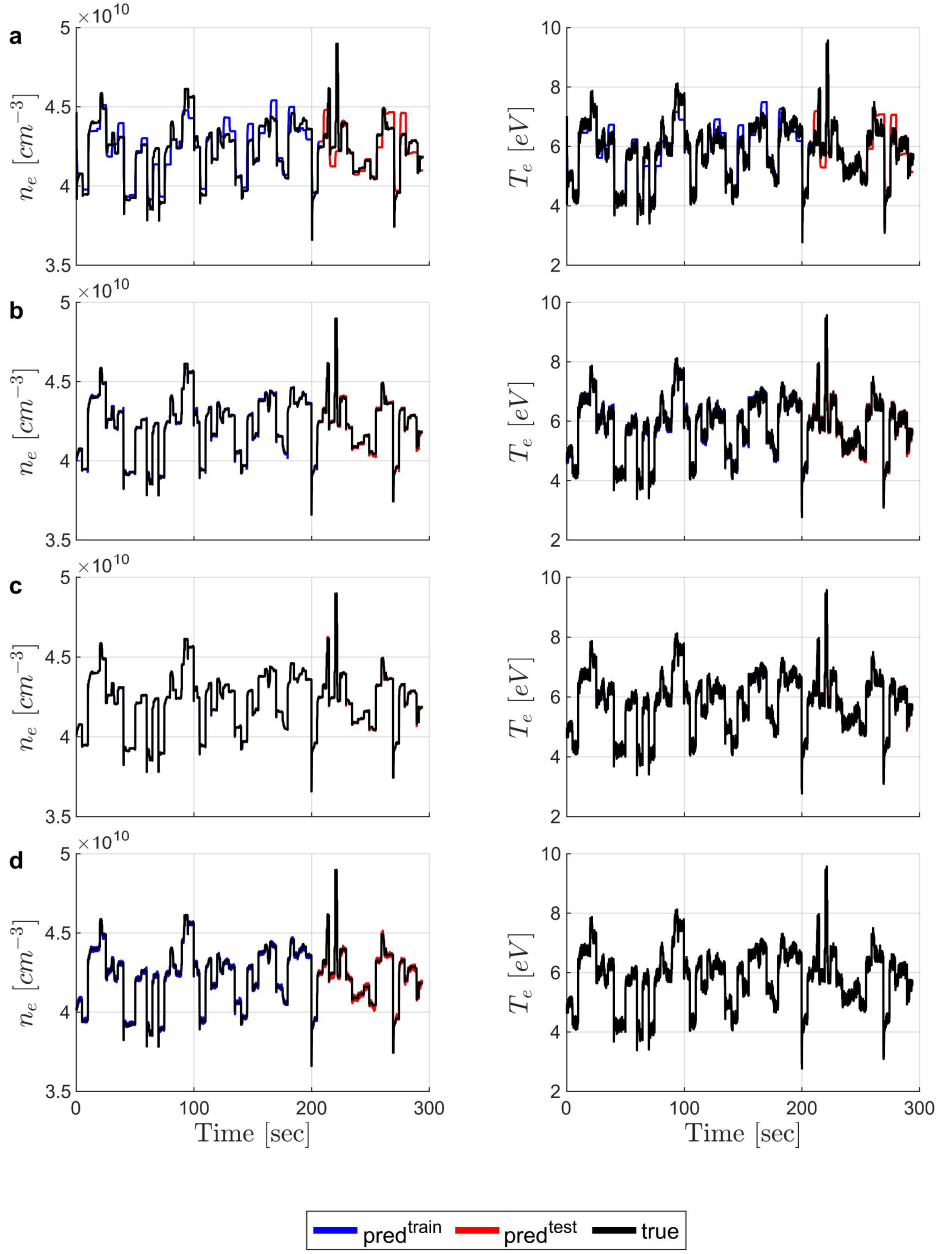 a
×10^10
5
4.5
4
3.5
n_e [cm^−3]
10
8
6
4
2
T_e [eV]
b
×10^10
5
4.5
4
3.5
n_e [cm^−3]
10
8
6
4
2
T_e [eV]
c
×10^10
5
4.5
4
3.5
n_e [cm^−3]
10
8
6
4
2
T_e [eV]
d
×10^10
5
4.5
4
3.5
n_e [cm^−3]
0 100 200 300
Time [sec]
10
8
6
4
2
T_e [eV]
0 100 200 300
Time [sec]
pred^train pred^test true